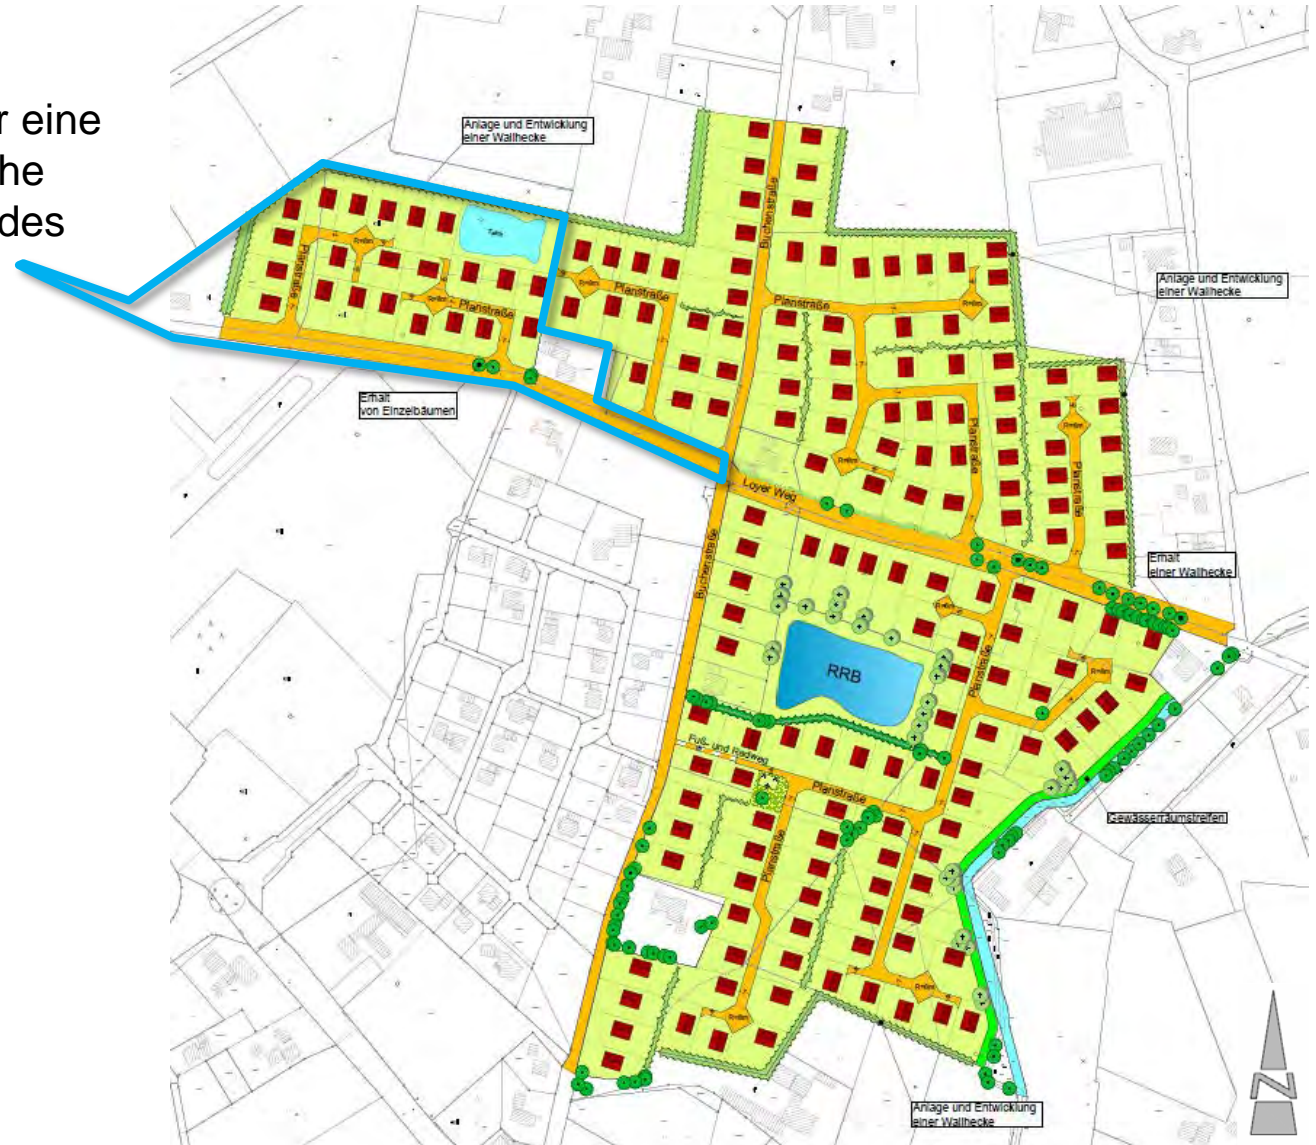 r eine
he
des
Anlage und Entwicklung
einer Wallhecke
Buchenstraße
Anlage und Entwicklung
einer Wallhecke
Planstraße
Planstraße
Planstraße
Planstraße
Teich
Erhalt
von Einzelbäumen
Planstraße
Planstraße
Loyer Weg
Erhalt
einer Wallhecke
Buchenstraße
RRB
Planstraße
Fuß- und Radweg
Planstraße
Planstraße
Gewässerräumstreifen
Anlage und Entwicklung
einer Wallhecke
N